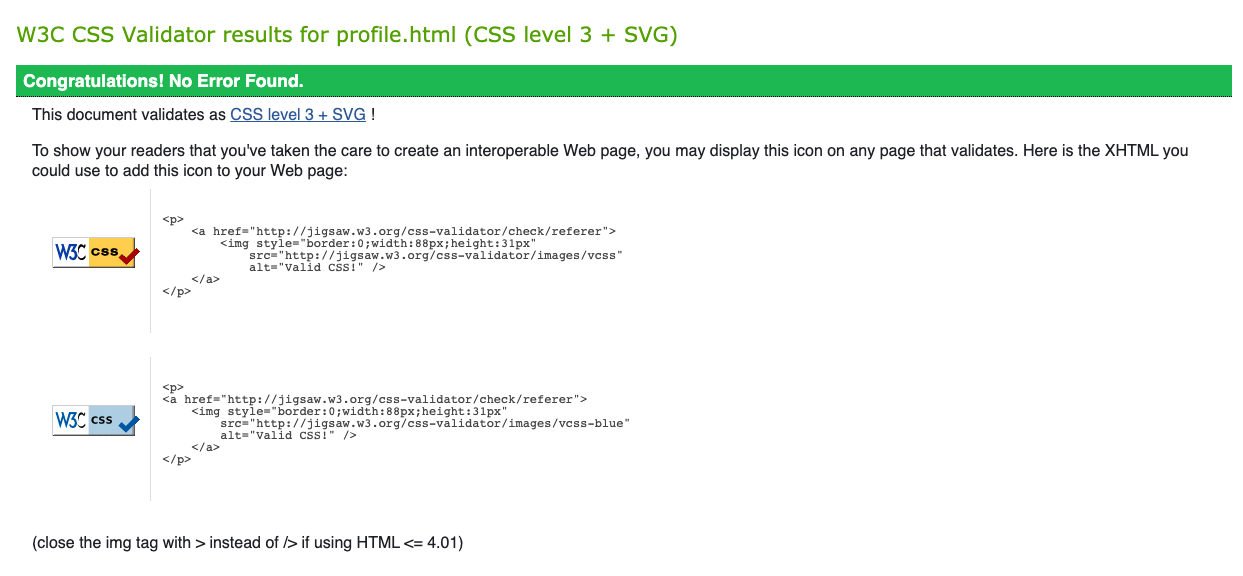 W3C CSS Validator results for profile.html (CSS level 3 + SVG)
Congratulations! No Error Found.
This document validates as CSS level 3 + SVG !
To show your readers that you've taken the care to create an interoperable Web page, you may display this icon on any page that validates. Here is the XHTML you
could use to add this icon to your Web page:
W3C css
<p>
<a href="http://jigsaw.w3.org/css-validator/check/referer">
<img style="border:0;width:88px;height:31px"
src="http://jigsaw.w3.org/css-validator/images/vcss"
alt="Valid CSS!" />
</a>
</p>
W3C css
<p>
<a href="http://jigsaw.w3.org/css-validator/check/referer">
<img style="border:0;width:88px;height:31px"
src="http://jigsaw.w3.org/css-validator/images/vcss-blue"
alt="Valid CSS!" />
</a>
</p>
(close the img tag with > instead of /> if using HTML <= 4.01)